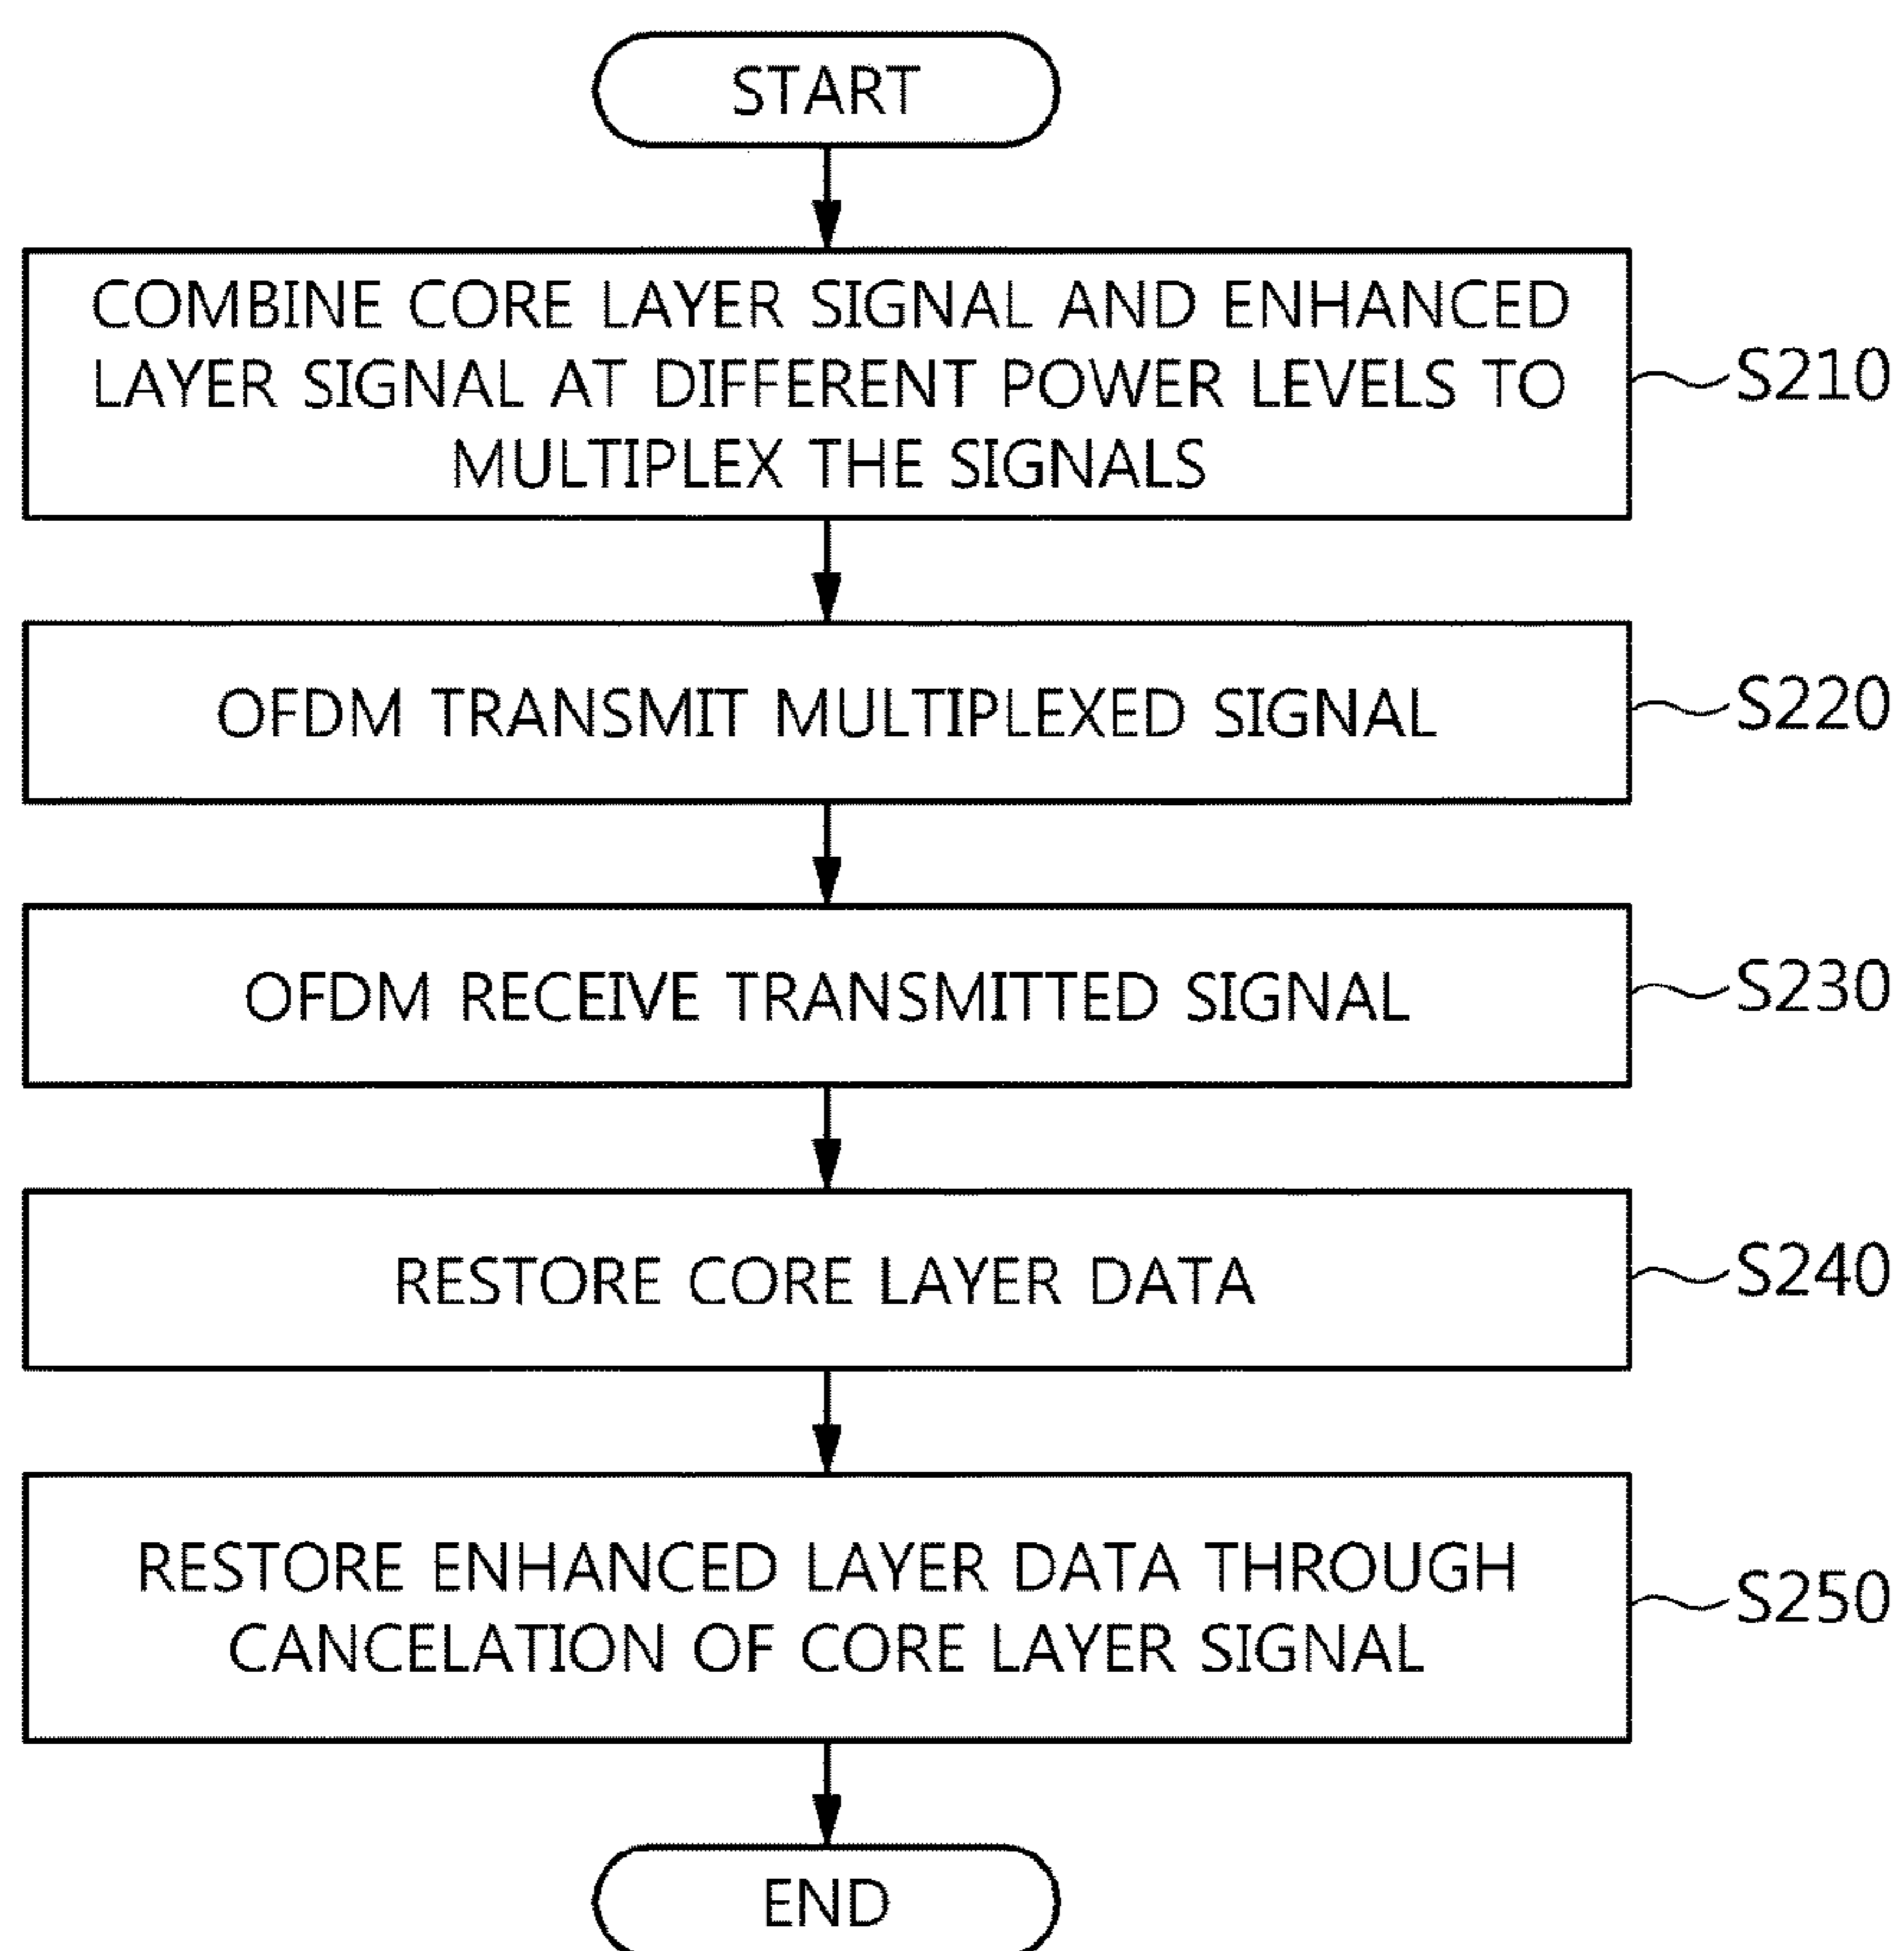 START
COMBINE CORE LAYER SIGNAL AND ENHANCED
LAYER SIGNAL AT DIFFERENT POWER LEVELS TO
MULTIPLEX THE SIGNALS
S210
OFDM TRANSMIT MULTIPLEXED SIGNAL
S220
OFDM RECEIVE TRANSMITTED SIGNAL
S230
RESTORE CORE LAYER DATA
S240
RESTORE ENHANCED LAYER DATA THROUGH
CANCELATION OF CORE LAYER SIGNAL
S250
END